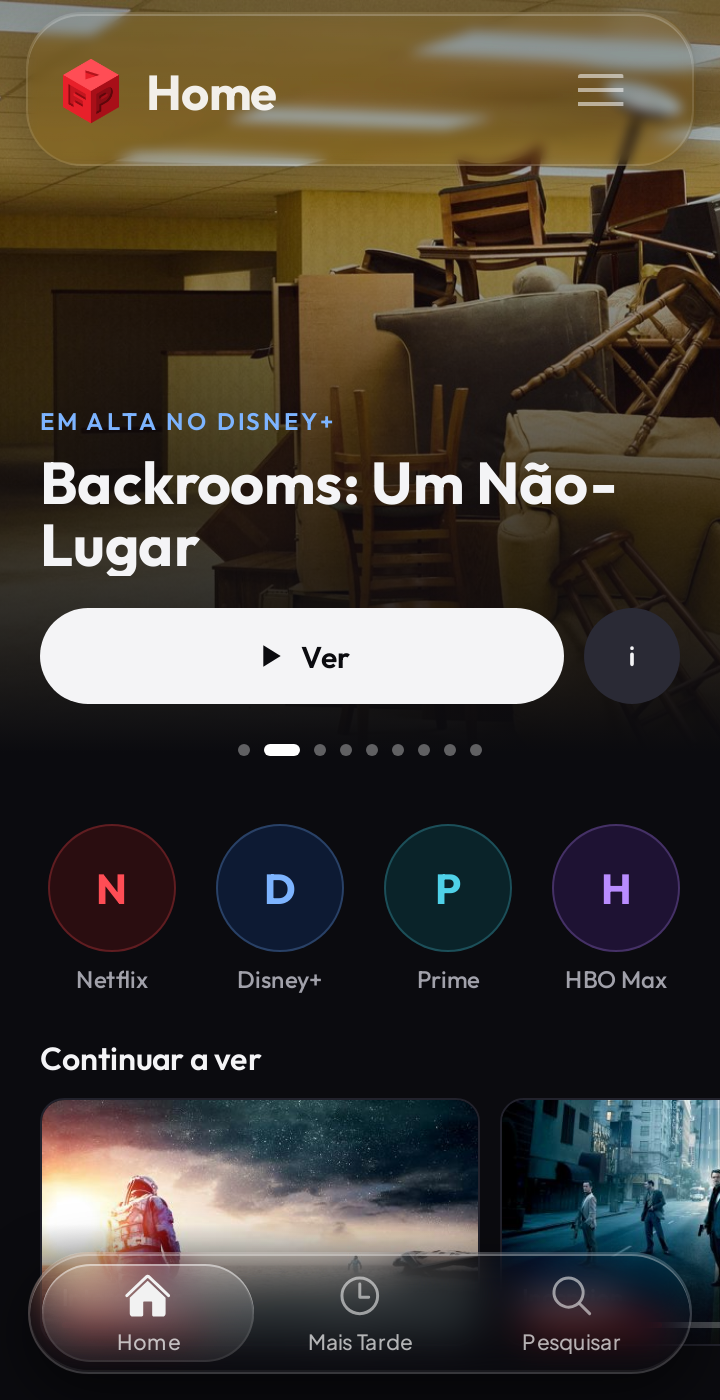 Home
EM ALTA NO DISNEY+
Backrooms: Um Não-
Lugar
Ver
i
N
D
P
H
Netflix
Disney+
Prime
HBO Max
Continuar a ver
Home
Mais Tarde
Pesquisar